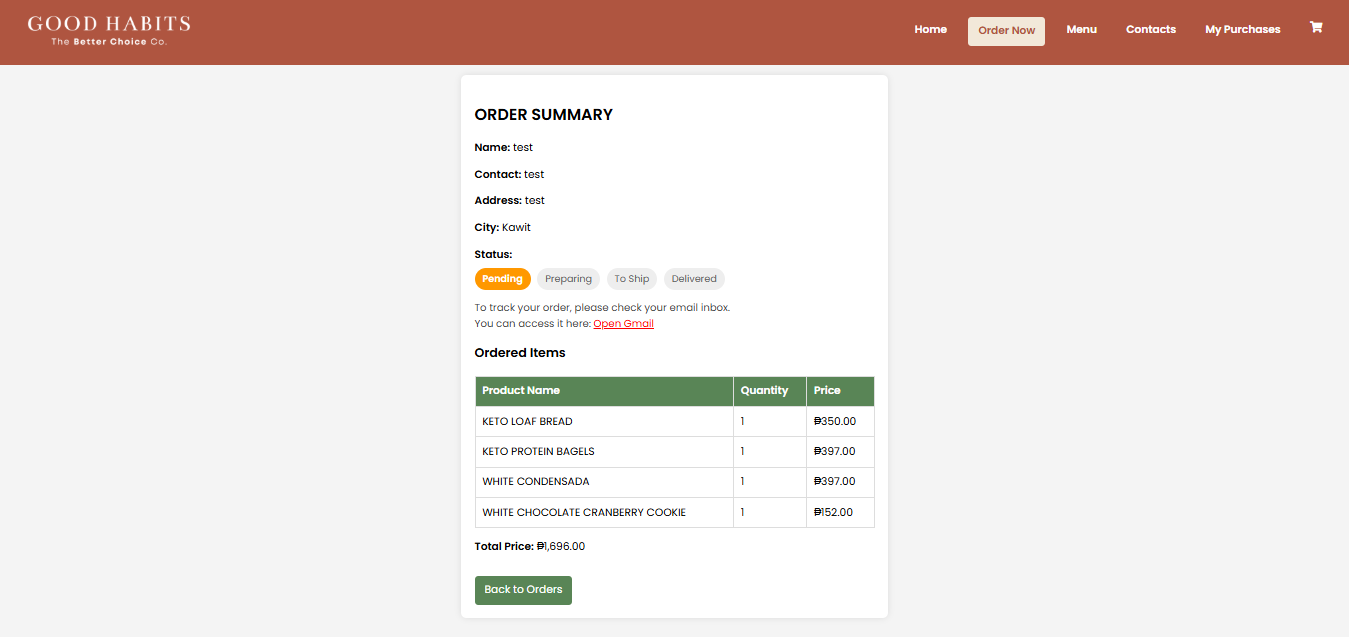 GOOD HABITS
The Better Choice Co.
Home Order Now Menu Contacts My Purchases
ORDER SUMMARY
Name: test
Contact: test
Address: test
City: Kawit
Status:
Pending Preparing To Ship Delivered
To track your order, please check your email inbox.
You can access it here: Open Gmail
Ordered Items
Product Name Quantity Price
KETO LOAF BREAD 1 ₱350.00
KETO PROTEIN BAGELS 1 ₱397.00
WHITE CONDENSADA 1 ₱397.00
WHITE CHOCOLATE CRANBERRY COOKIE 1 ₱152.00
Total Price: ₱1,696.00
Back to Orders